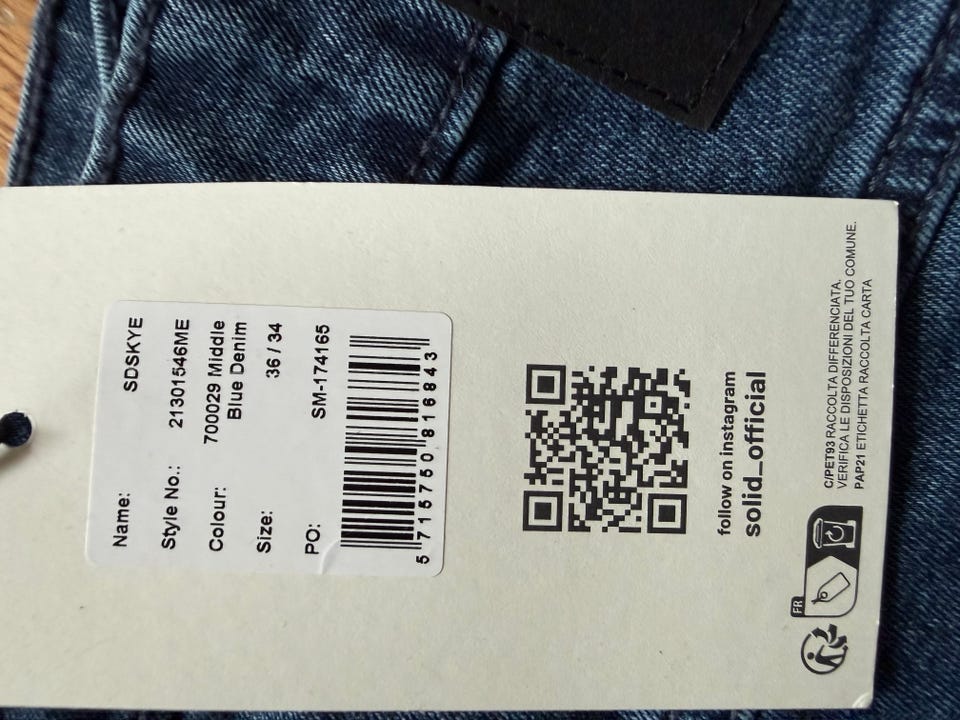 Name: SDSKYE
Style No.: 21301546ME
Colour: 700029 Middle
Blue Denim
Size: 36 / 34
PO: SM-174165
5 715750 816843
follow on instagram
solid_official
FR
C/PET93 RACCOLTA DIFFERENCIATA.
VERIFICA LE DISPOSIZIONI DEL TUO COMUNE.
PAP21 ETICHETTA RACCOLTA CARTA